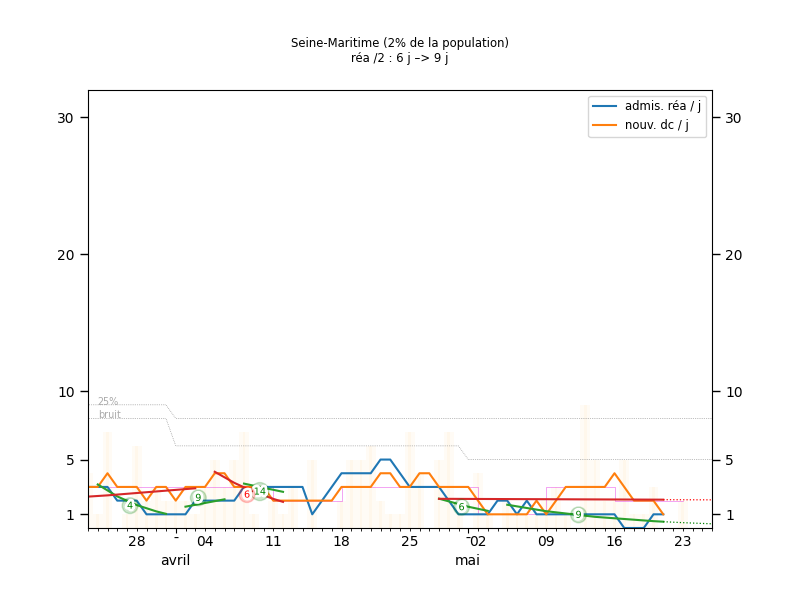 Seine-Maritime (2% de la population)
réa /2 : 6 j –> 9 j
admis. réa / j
nouv. dc / j
30 30
20 20
10 10
25%
bruit
5 5
4 9 6 14 6 9
1 1
28 04 11 18 25 02 09 16 23
avril mai